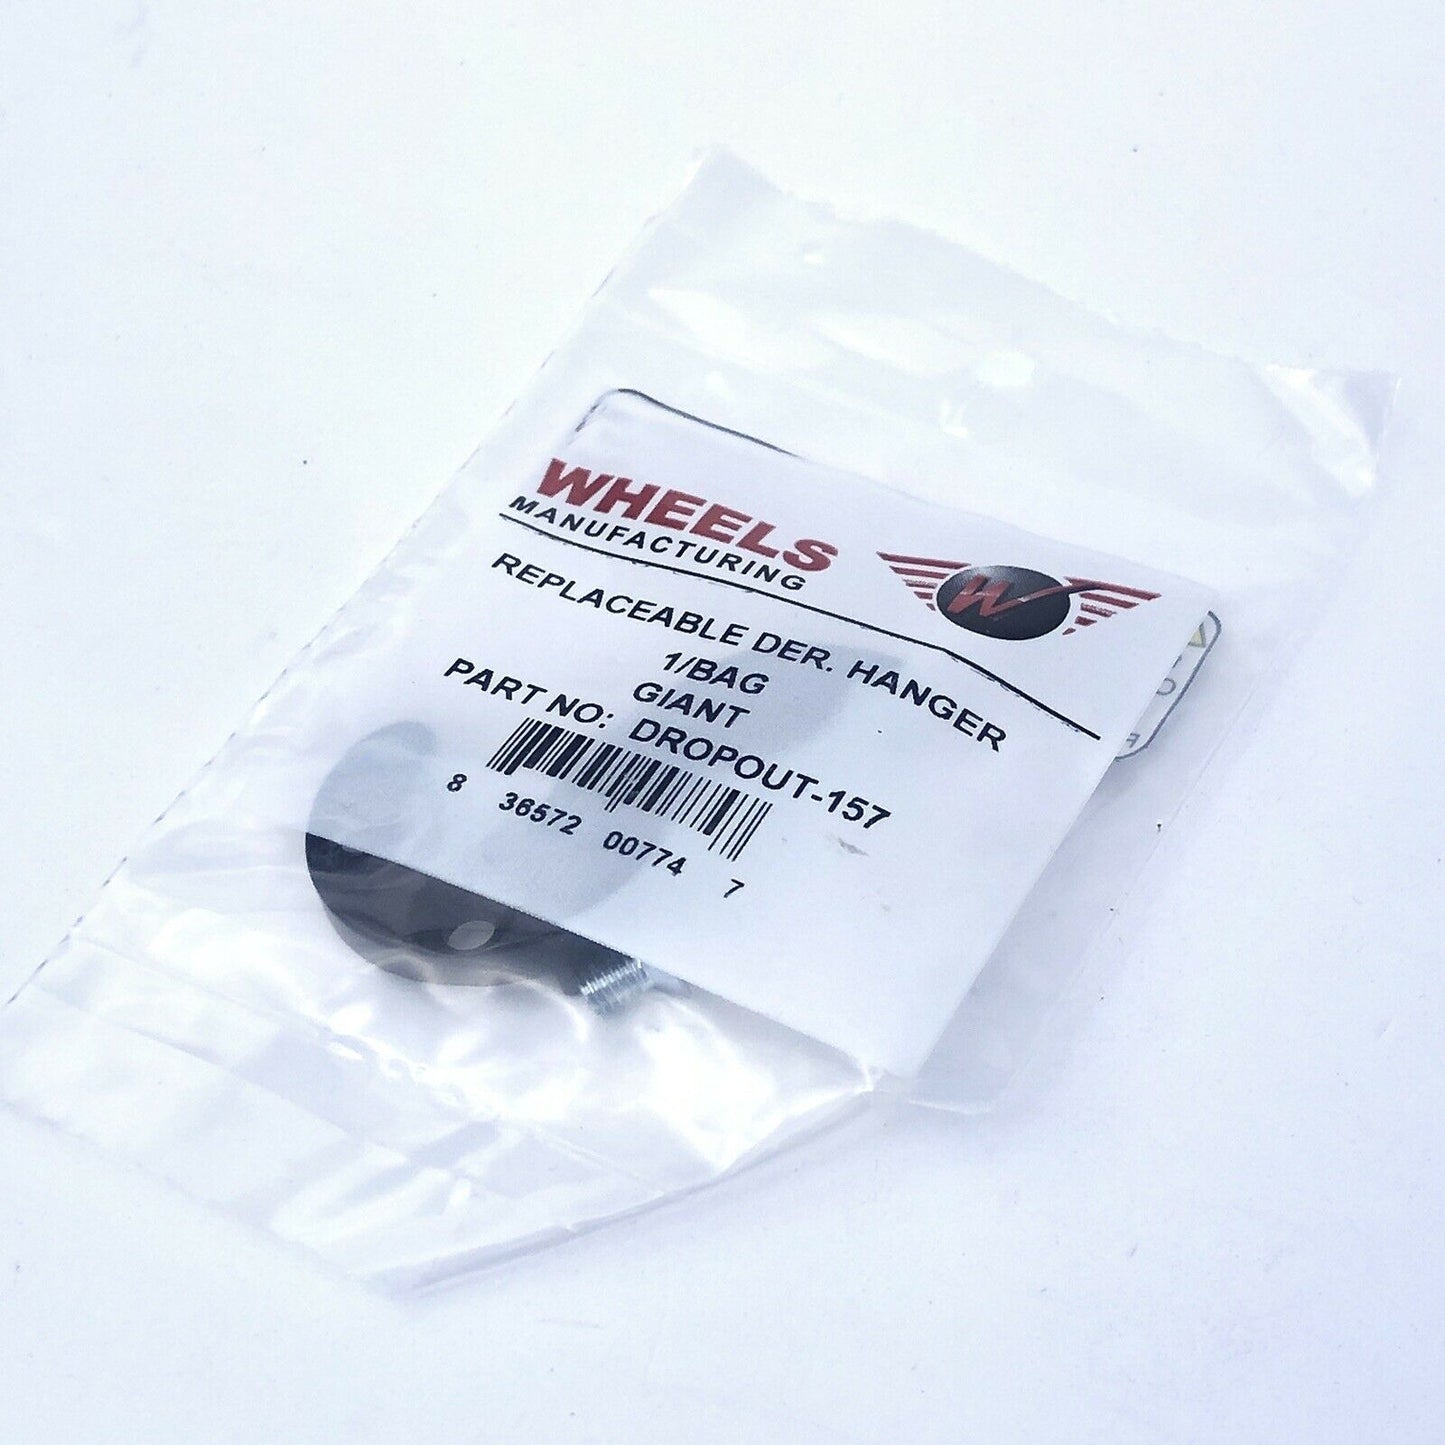 WHEELS
MANUFACTURING
W
REPLACEABLE DER. HANGER
1/BAG
GIANT
PART NO: DROPOUT-157
8 36572 00774 7